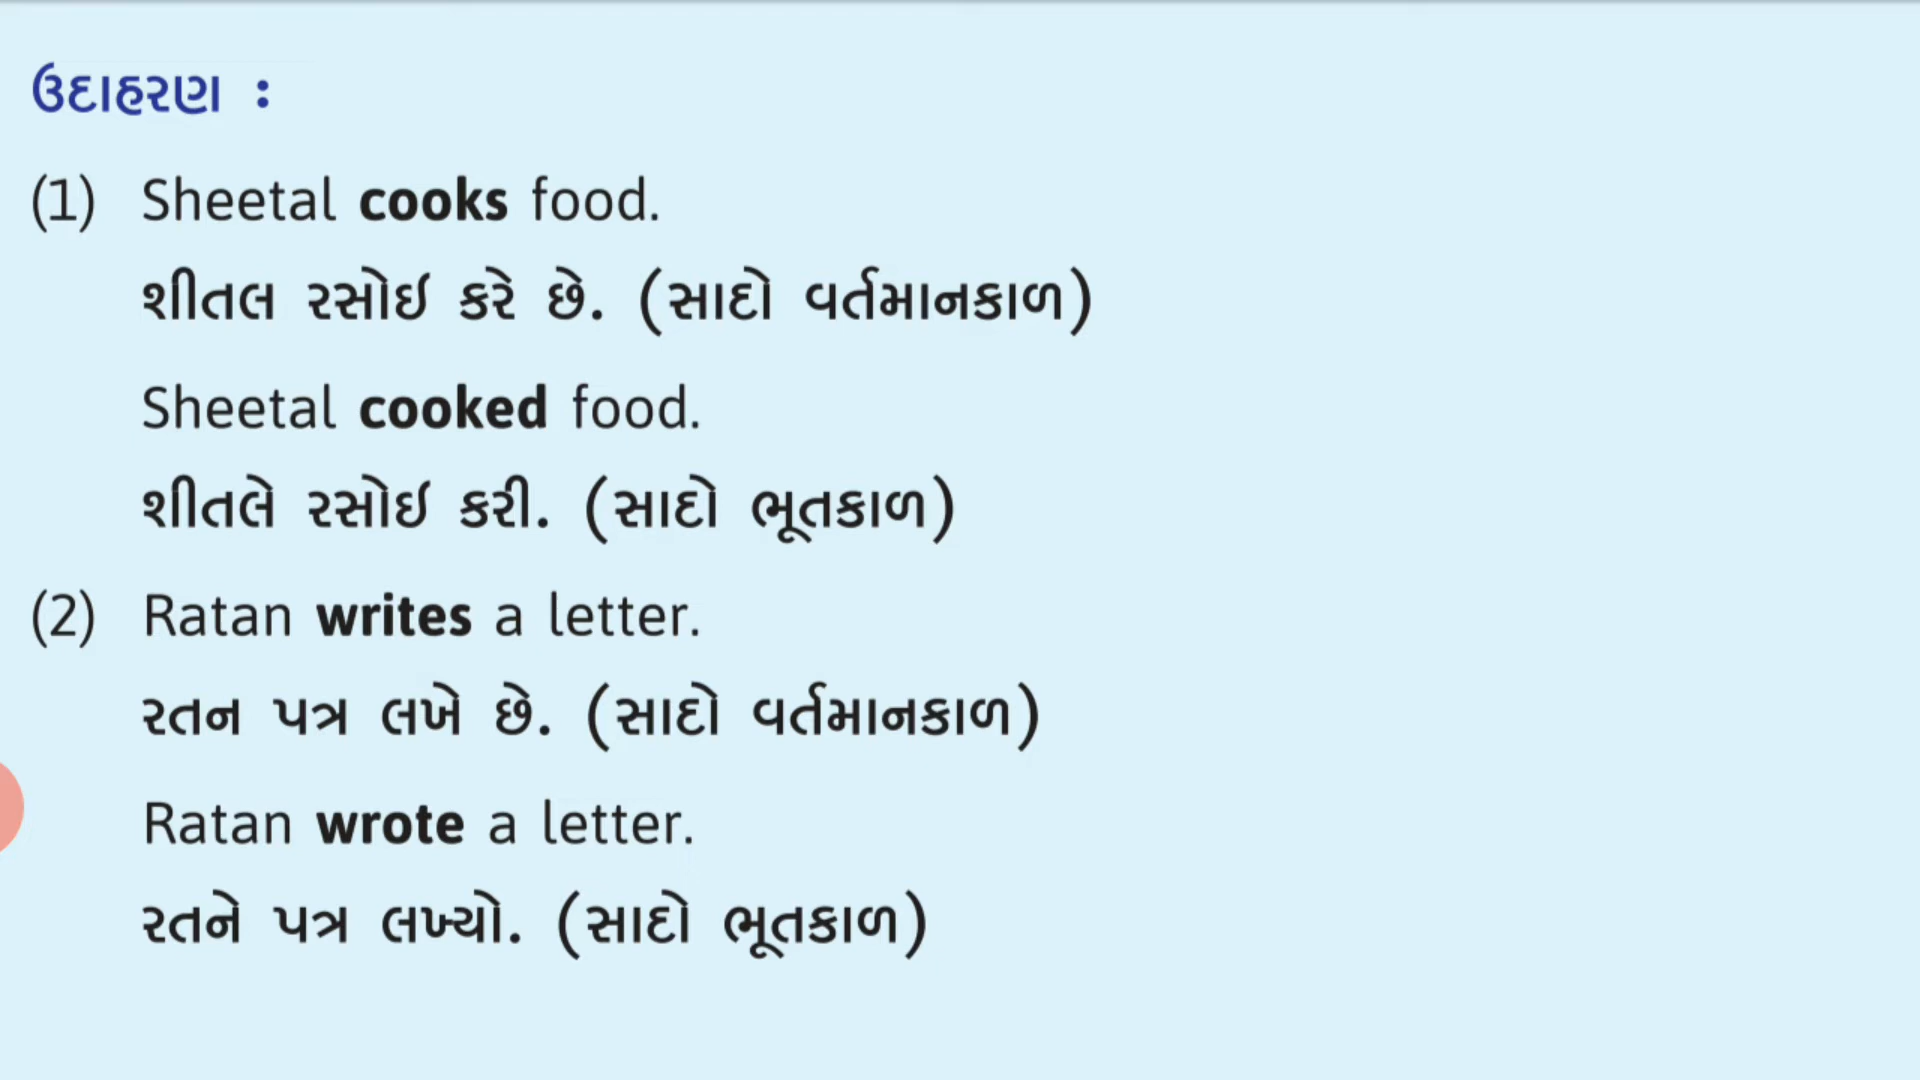 ઉદાહરણ :
(1) Sheetal cooks food.
શીતલ રસોઈ કરે છે. (સાદો વર્તમાનકાળ)
Sheetal cooked food.
શીતલે રસોઈ કરી. (સાદો ભૂતકાળ)
(2) Ratan writes a letter.
રતન પત્ર લખે છે. (સાદો વર્તમાનકાળ)
Ratan wrote a letter.
રતને પત્ર લખ્યો. (સાદો ભૂતકાળ)